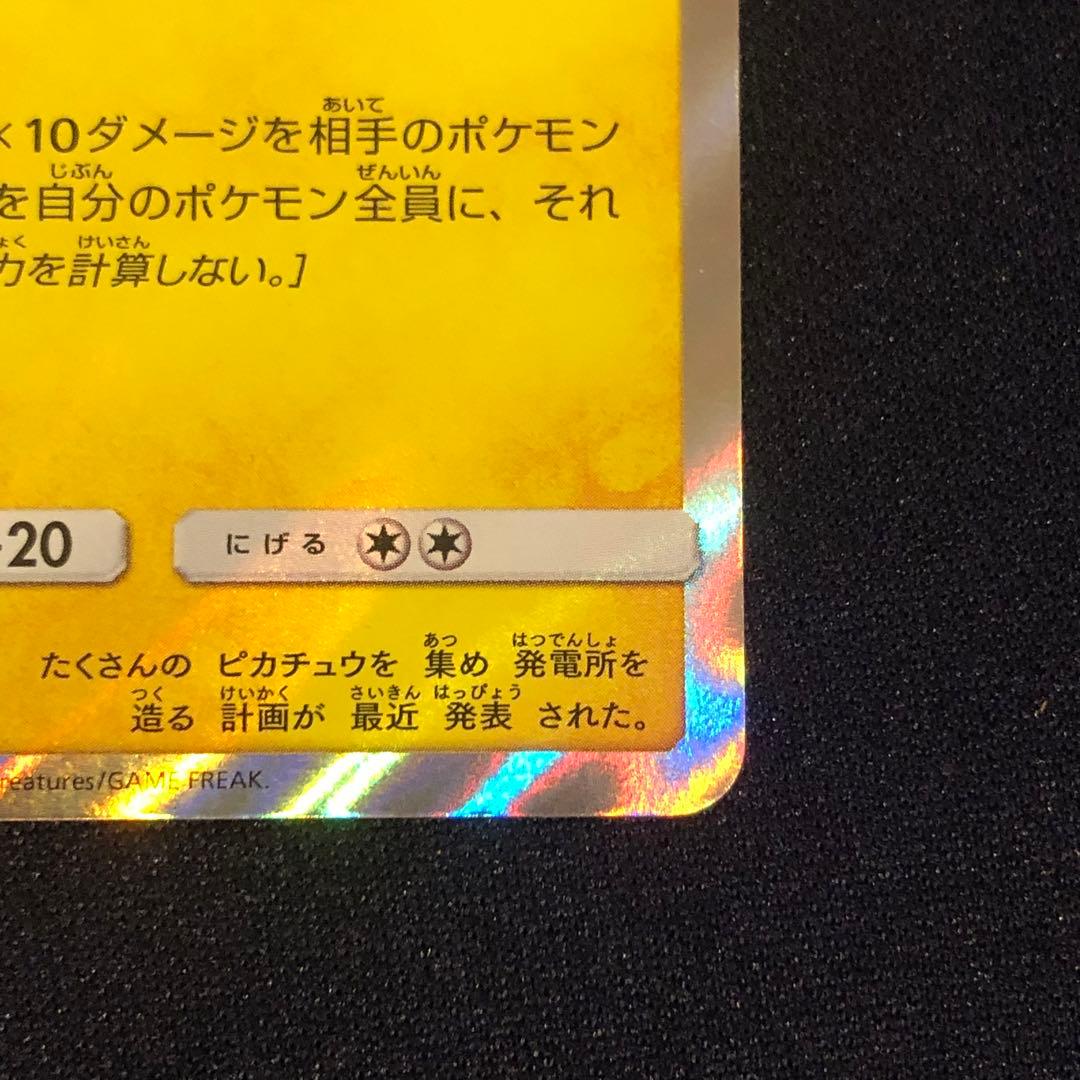 ×10ダメージを相手のポケモン
を自分のポケモン全員に、それ
力を計算しない。]
-20
にげる
たくさんの ピカチュウを 集め 発電所を
造る 計画が 最近 発表 された。
reatures/GAME FREAK.